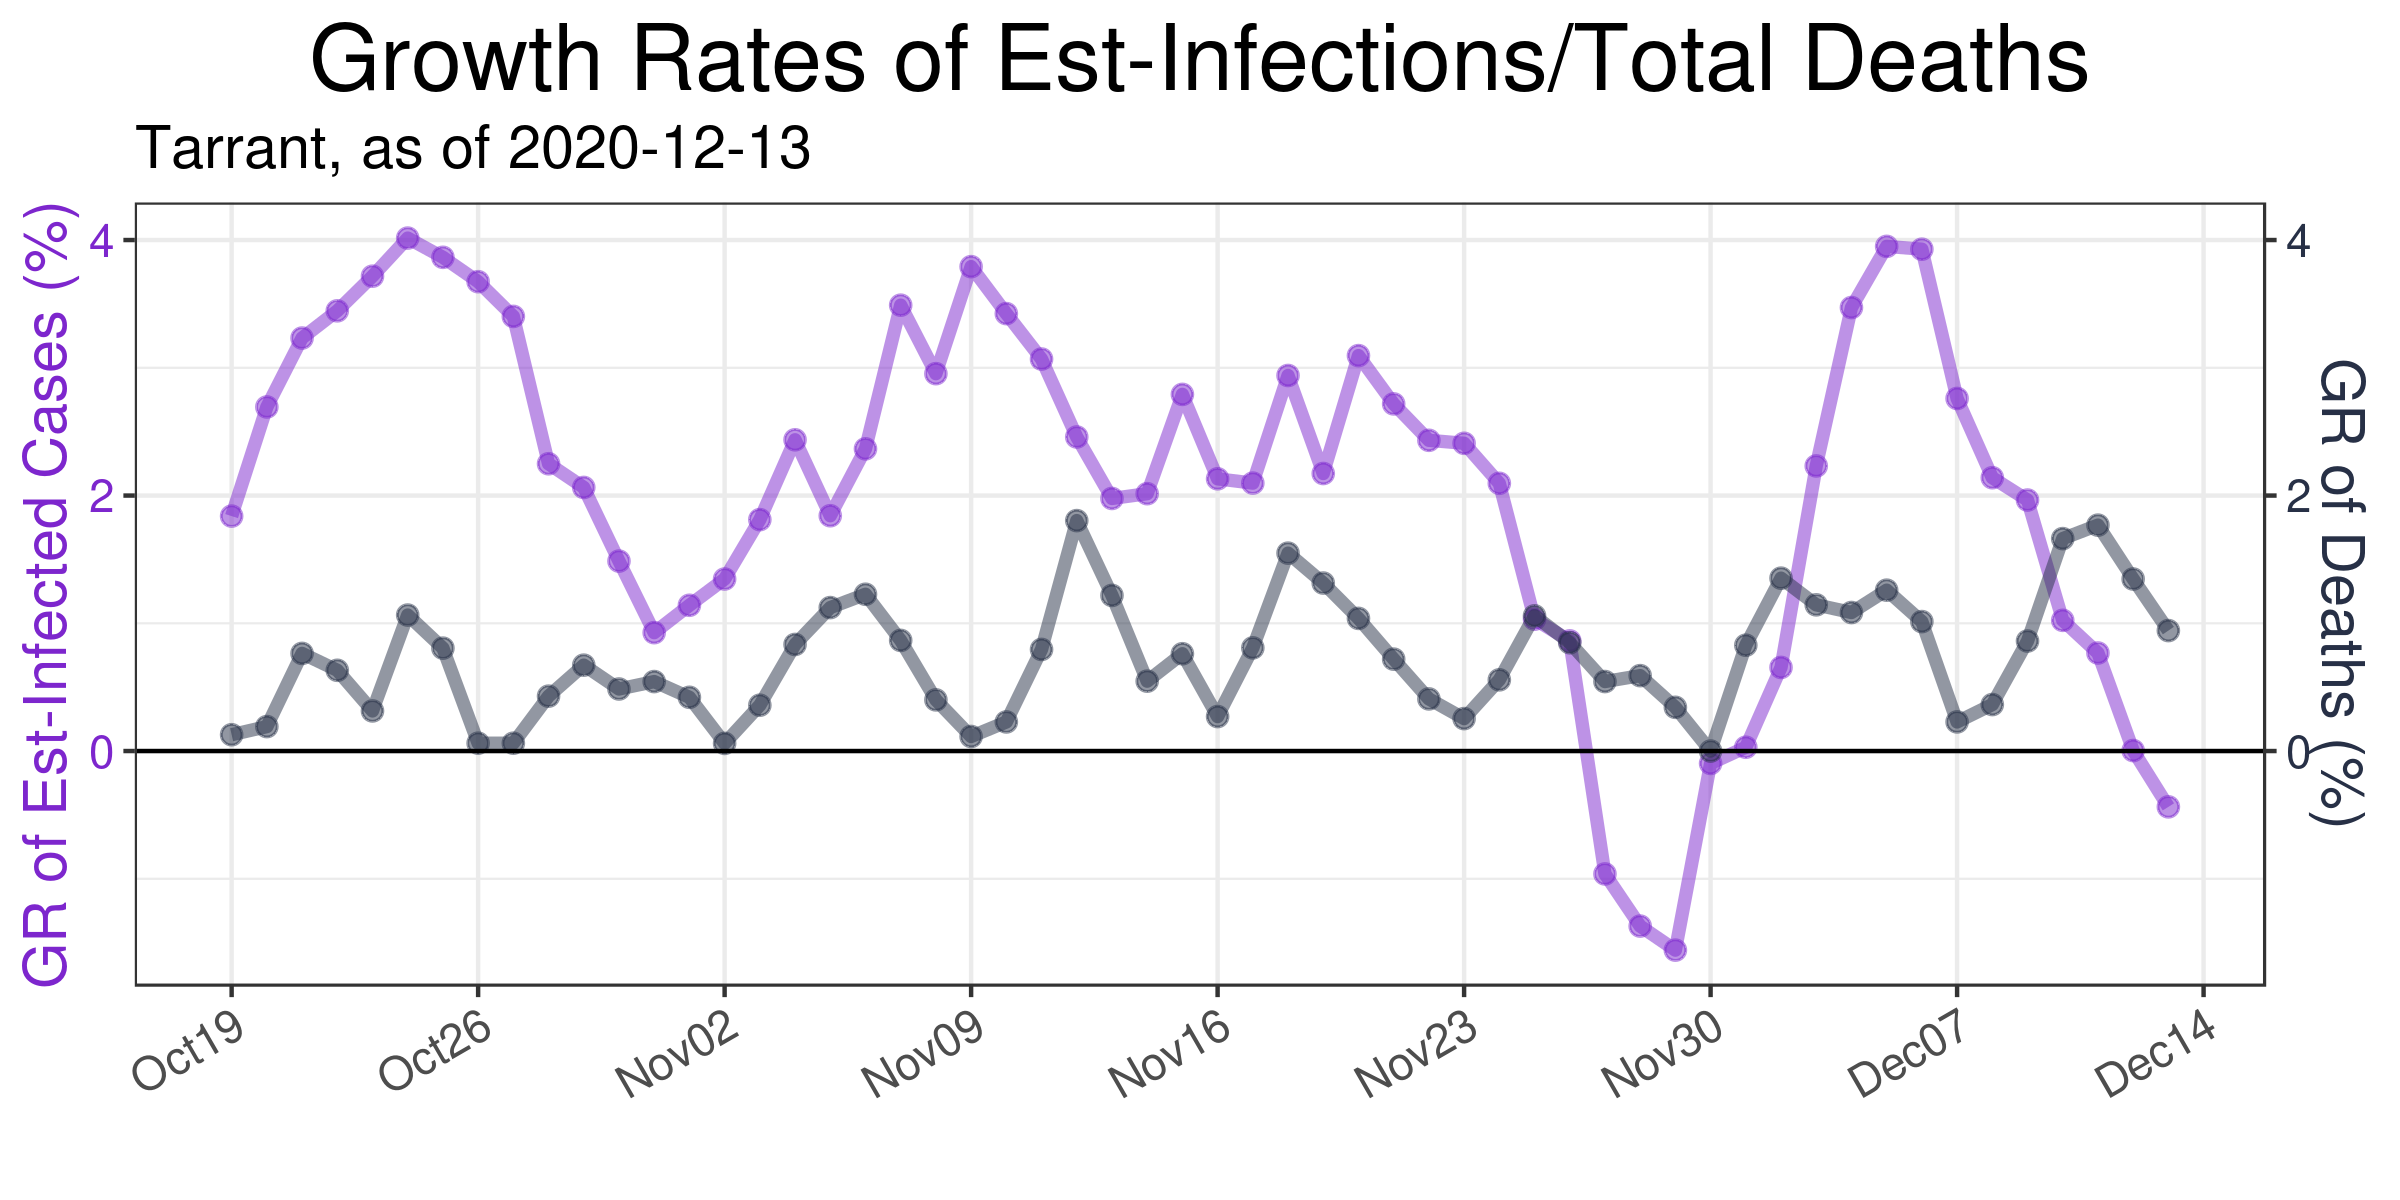 Growth Rates of Est-Infections/Total Deaths
Tarrant, as of 2020-12-13
GR of Est-Infected Cases (%)
4
2
0
4
2
0
GR of Deaths (%)
Oct19
Oct26
Nov02
Nov09
Nov16
Nov23
Nov30
Dec07
Dec14